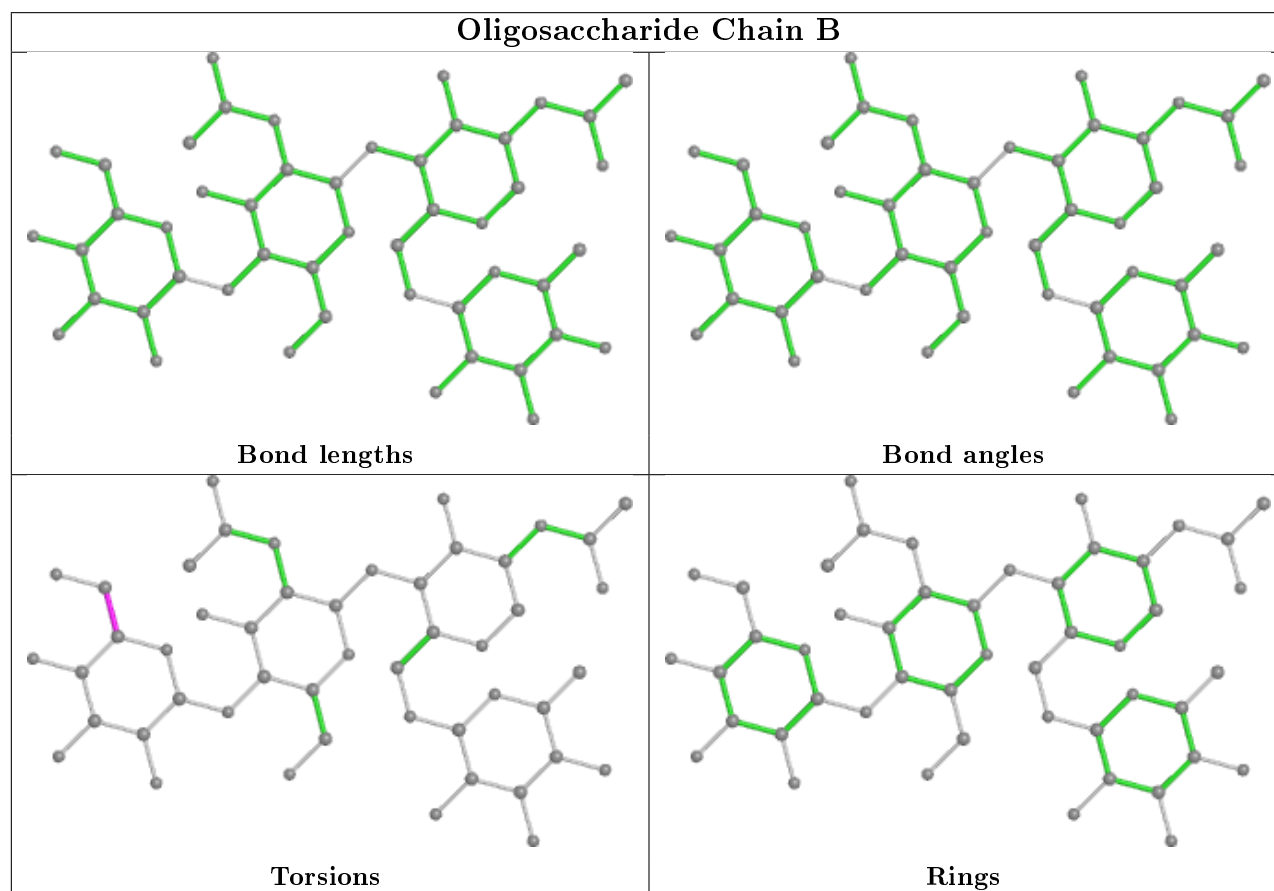 Oligosaccharide Chain B
Bond lengths
Bond angles
Torsions
Rings